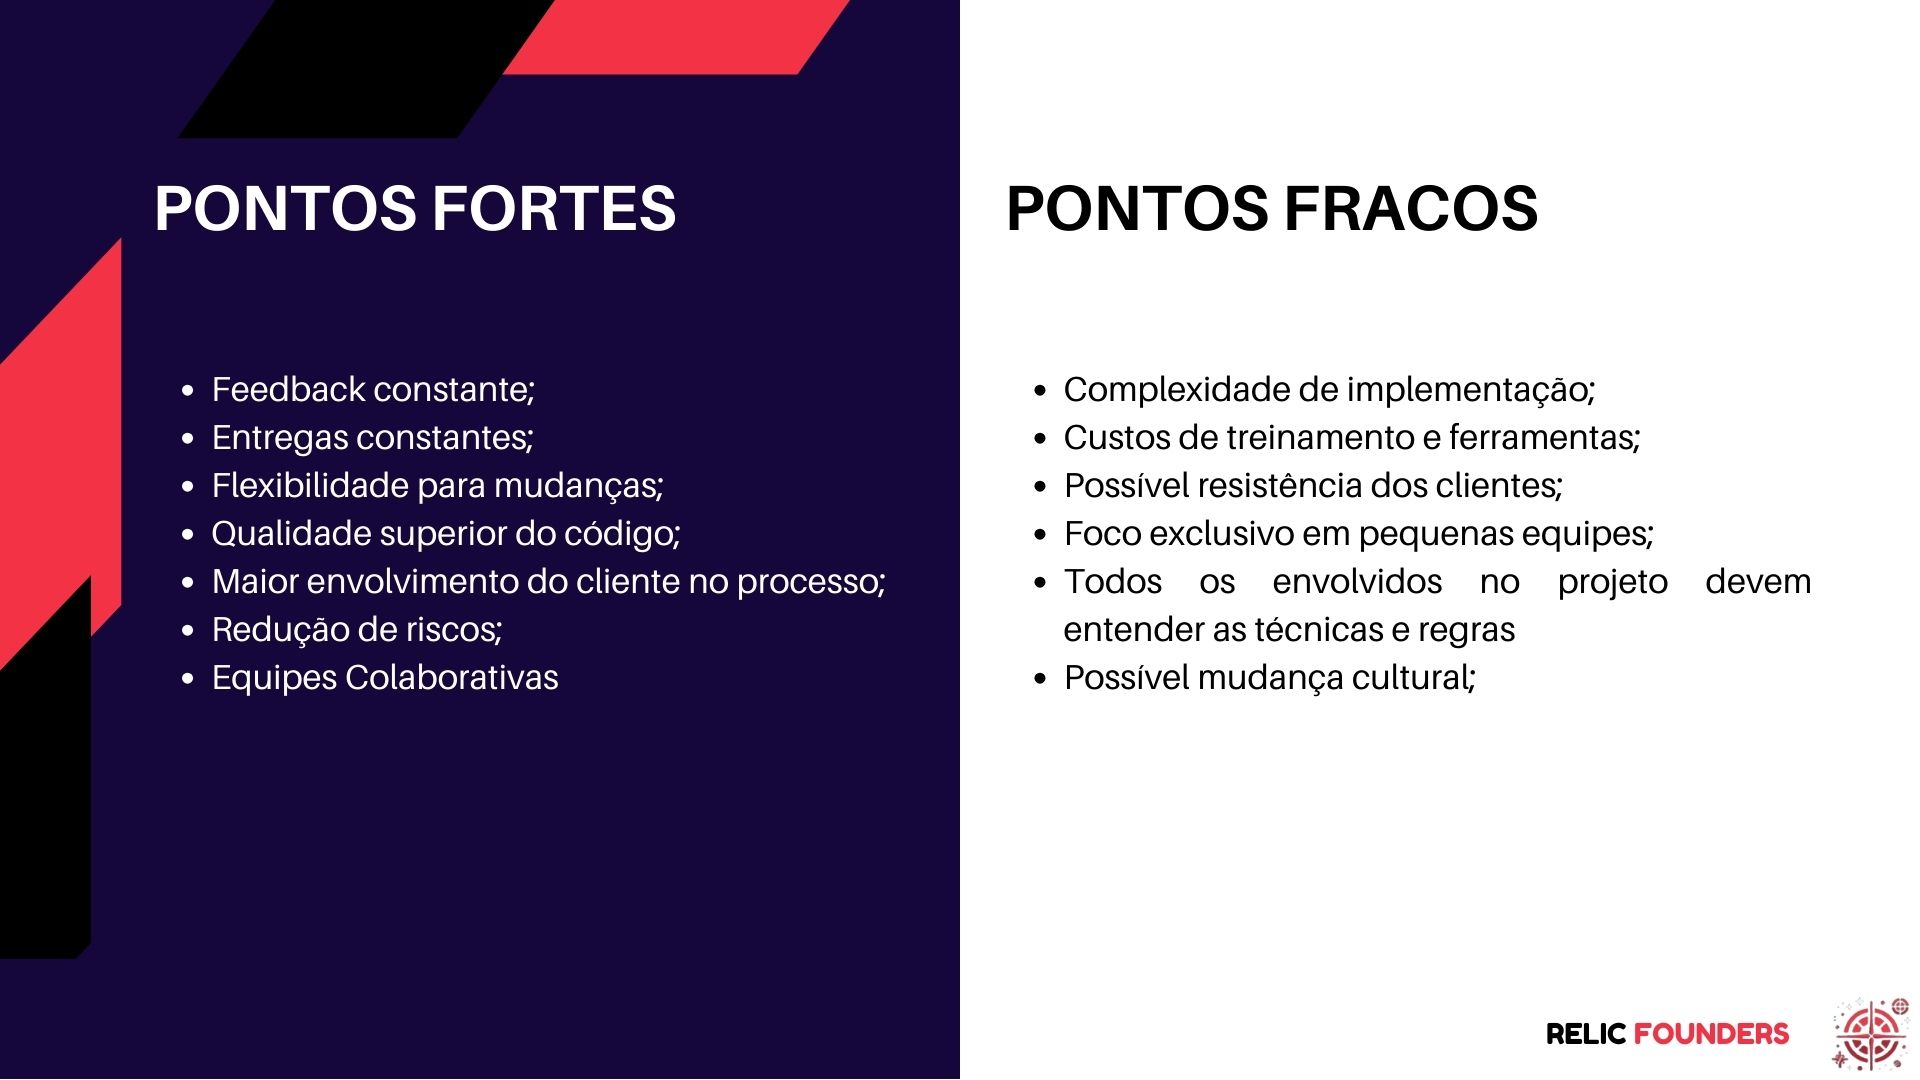 PONTOS FORTES
• Feedback constante;
• Entregas constantes;
• Flexibilidade para mudanças;
• Qualidade superior do código;
• Maior envolvimento do cliente no processo;
• Redução de riscos;
• Equipes Colaborativas
PONTOS FRACOS
• Complexidade de implementação;
• Custos de treinamento e ferramentas;
• Possível resistência dos clientes;
• Foco exclusivo em pequenas equipes;
• Todos os envolvidos no projeto devem
entender as técnicas e regras
• Possível mudança cultural;
RELIC FOUNDERS